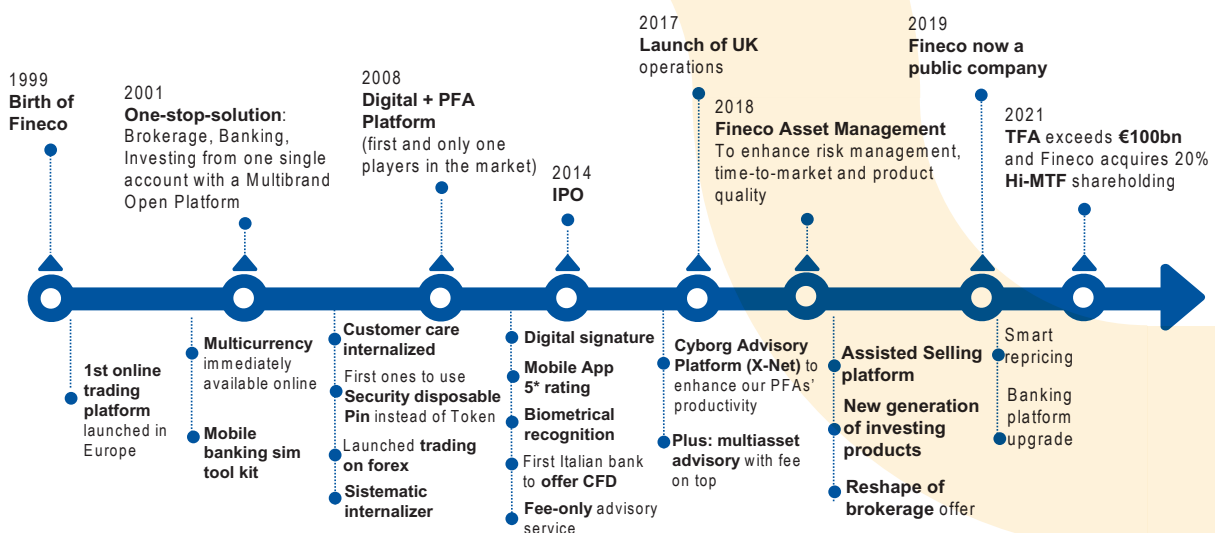 1999
Birth of
Fineco
2001
One-stop-solution:
Brokerage, Banking,
Investing from one single
account with a Multibrand
Open Platform
2008
Digital + PFA
Platform
(first and only one
players in the market)
2014
IPO
2017
Launch of UK
operations
2018
Fineco Asset Management
To enhance risk management,
time-to-market and product
quality
2019
Fineco now a
public company
2021
TFA exceeds €100bn
and Fineco acquires 20%
Hi-MTF shareholding
1st online
trading
platform
launched in
Europe
Multicurrency
immediately
available online
Mobile
banking sim
tool kit
Customer care
internalized
First ones to use
Security disposable
Pin instead of Token
Launched trading
on forex
Sistematic
internalizer
Digital signature
Mobile App
5* rating
Biometrical
recognition
First Italian bank
to offer CFD
Fee-only advisory
service
Cyborg Advisory
Platform (X-Net) to
enhance our PFAs'
productivity
Plus: multiasset
advisory with fee
on top
Assisted Selling
platform
New generation
of investing
products
Reshape of
brokerage offer
Smart
repricing
Banking
platform
upgrade